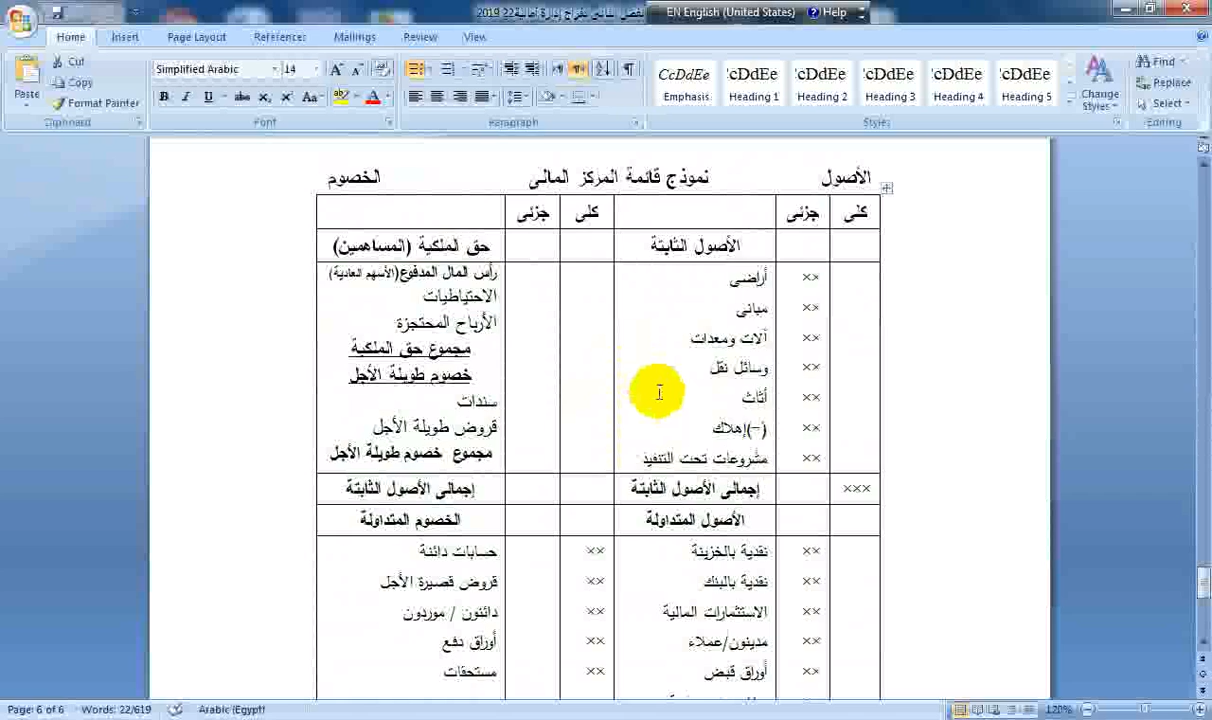 EN English (United States) Help
Home Insert Page Layout References Mailings Review View
Paste
Cut
Copy
Format Painter
Clipboard
Simplified Arabic 14
Font
Paragraph
CcDdEe 'cDdEe 'cDdEe 'cDdEe 'cDdEe 'cDdEe
Emphasis Heading 1 Heading 2 Heading 3 Heading 4 Heading 5
Change Styles
Styles
Find
Replace
Select
Editing
الأصول نموذج قائمة المركز المالى الخصوم
كلى جزئى كلى جزئى
الأصول الثابتة حق الملكية (المساهمين)
×× أراضى رأس المال المدفوع(الأسهم العادية)
×× مبانى الاحتياطيات
×× آلات ومعدات الأرباح المحتجزة
مجموع حق الملكية
×× وسائل نقل خصوم طويلة الأجل
×× أثاث سندات
×× (−)إهلاك قروض طويلة الأجل
×× مشروعات تحت التنفيذ مجموع خصوم طويلة الأجل
××× إجمالى الأصول الثابتة إجمالى الأصول الثابتة
الأصول المتداولة الخصوم المتداولة
×× نقدية بالخزينة ×× حسابات دائنة
×× نقدية بالبنك ×× قروض قصيرة الأجل
×× الاستثمارات المالية ×× دائنون / موردون
×× مدينون/عملاء ×× أوراق دفع
×× أوراق قبض ×× مستحقات
Page: 6 of 6 Words: 22/619 Arabic (Egypt) 120%